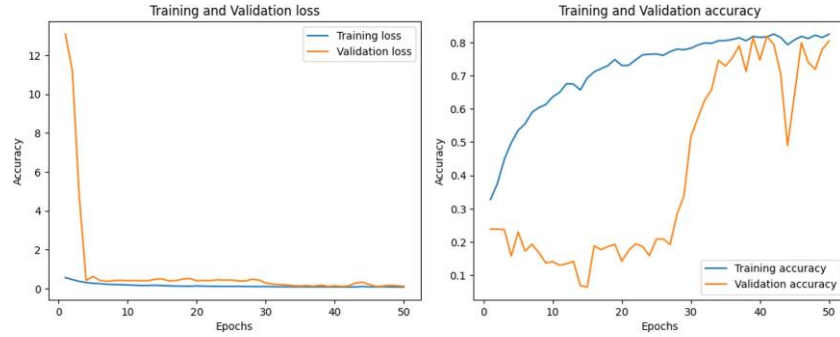 Training and Validation loss
Training loss
Validation loss
Accuracy
12
10
8
6
4
2
0
0
10
20
30
40
50
Epochs
Training and Validation accuracy
Accuracy
0.8
0.7
0.6
0.5
0.4
0.3
0.2
0.1
Training accuracy
Validation accuracy
0
10
20
30
40
50
Epochs